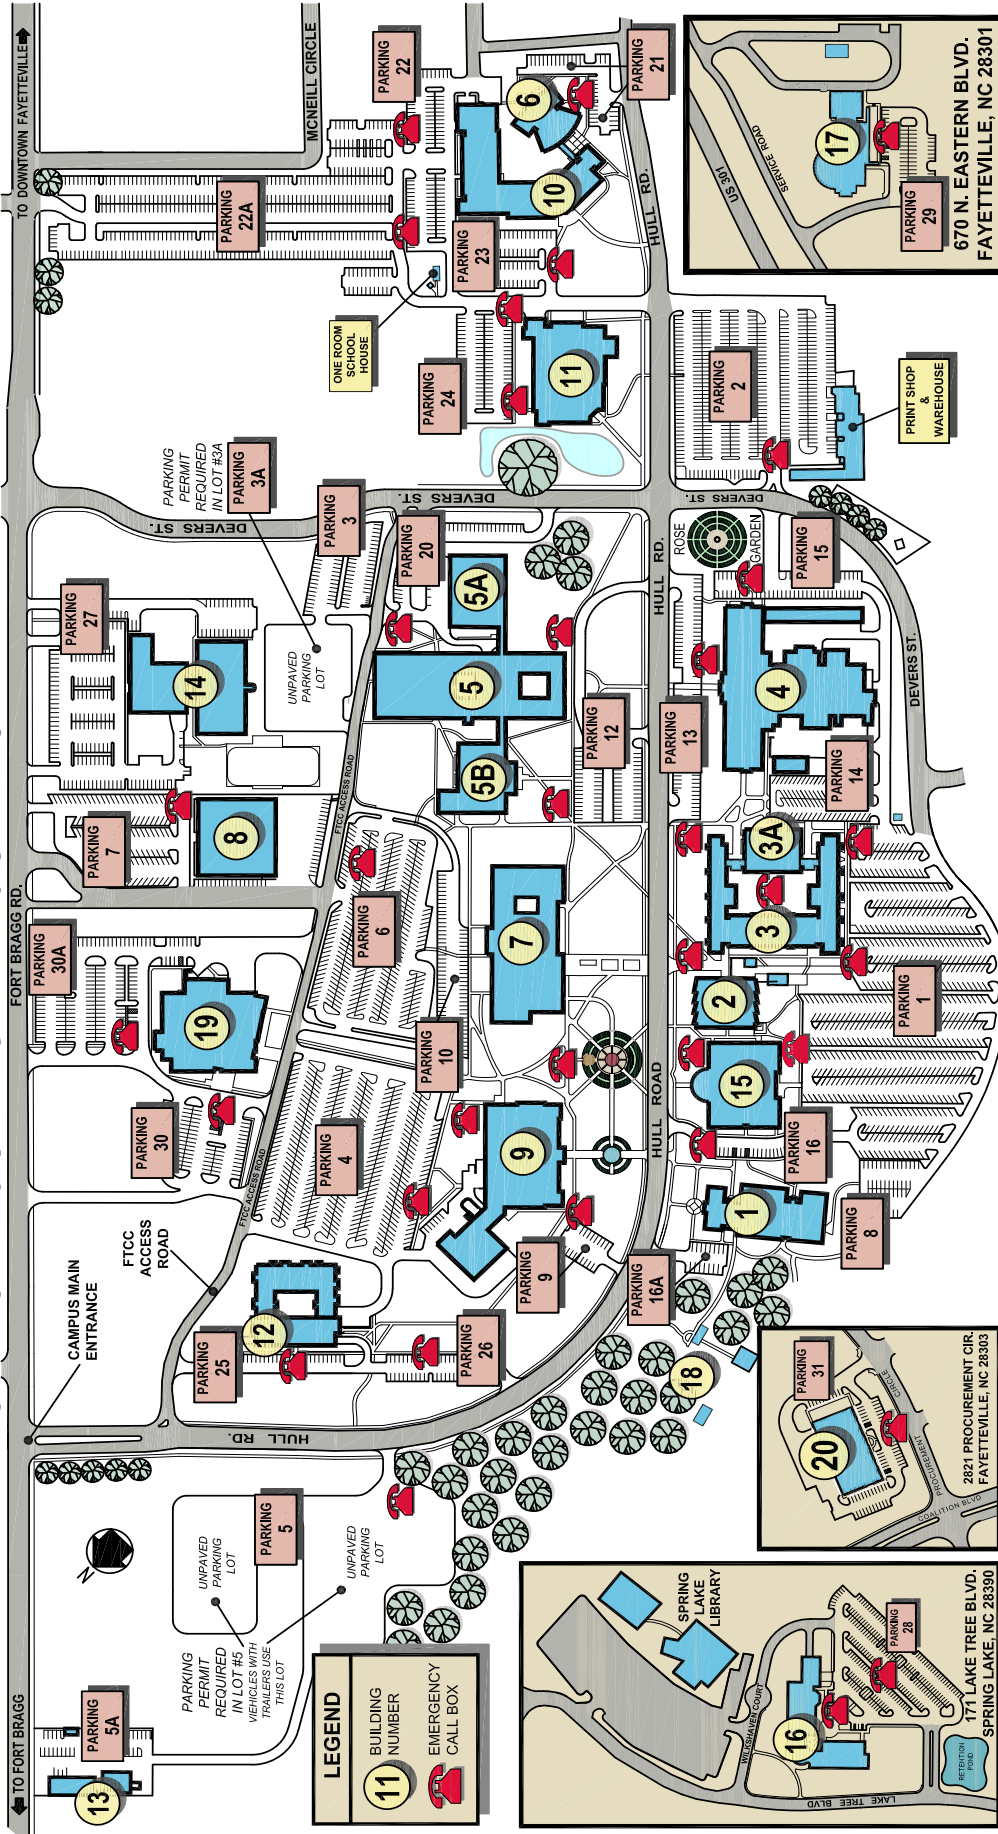 TO DOWNTOWN FAYETTEVILLE
MCNEILL CIRCLE
PARKING
22
PARKING
21
6
10
PARKING
22A
PARKING
23
HULL RD.
ONE ROOM
SCHOOL
HOUSE
PARKING
24
11
US 301
SERVICE ROAD
17
PARKING
29
670 N. EASTERN BLVD.
FAYETTEVILLE, NC 28301
PARKING
2
PRINT SHOP
&
WAREHOUSE
PARKING
PERMIT
REQUIRED
IN LOT #3A
PARKING
3A
DEVERS ST.
PARKING
3
DEVERS ST.
DEVERS ST.
PARKING
20
ROSE
GARDEN
HULL RD.
PARKING
15
PARKING
27
14
UNPAVED
PARKING
LOT
5A
5
5B
PARKING
12
PARKING
13
4
DEVERS ST.
PARKING
14
FTCC ACCESS ROAD
PARKING
7
8
FORT BRAGG RD.
PARKING
6
7
3A
3
PARKING
30A
19
PARKING
10
2
PARKING
1
15
HULL ROAD
PARKING
30
PARKING
4
9
PARKING
16
FTCC ACCESS ROAD
1
PARKING
8
FTCC
ACCESS
ROAD
CAMPUS MAIN
ENTRANCE
PARKING
9
PARKING
16A
12
PARKING
25
PARKING
26
18
HULL RD.
PARKING
31
20
CIRCLE
PROCUREMENT
COALITION BLVD
2821 PROCUREMENT CIR.
FAYETTEVILLE, NC 28303
N
UNPAVED
PARKING
LOT
PARKING
5
UNPAVED
PARKING
LOT
PARKING
PERMIT
REQUIRED
IN LOT #5
VIEHICLES WITH
TRAILERS USE
THIS LOT
TO FORT BRAGG
PARKING
5A
13
LEGEND
11
BUILDING
NUMBER
EMERGENCY
CALL BOX
SPRING
LAKE
LIBRARY
WILKSHAVEN COURT
16
PARKING
28
LAKE TREE BLVD
RETENTION
POND
171 LAKE TREE BLVD.
SPRING LAKE, NC 28390